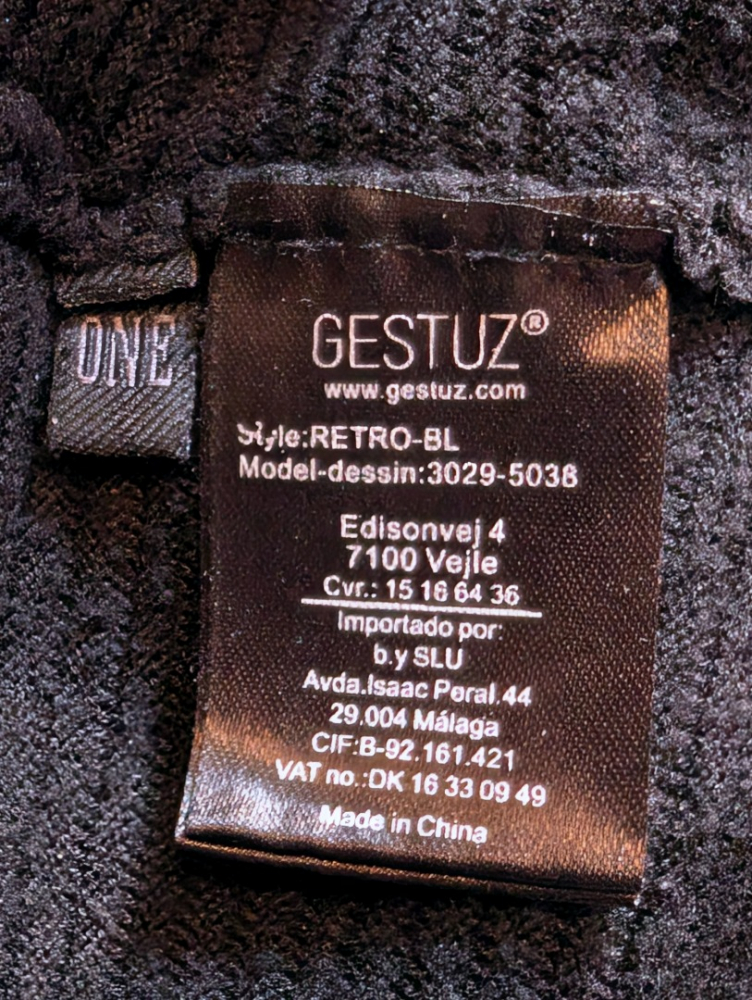 ONE
GESTUZ®
www.gestuz.com
Style:RETRO-BL
Model-dessin:3029-5038
Edisonvej 4
7100 Vejle
Cvr.: 15 16 64 36
Importado por:
b.y SLU
Avda.Isaac Peral.44
29.004 Málaga
CIF:B-92.161.421
VAT no.:DK 16 33 09 49
Made in China